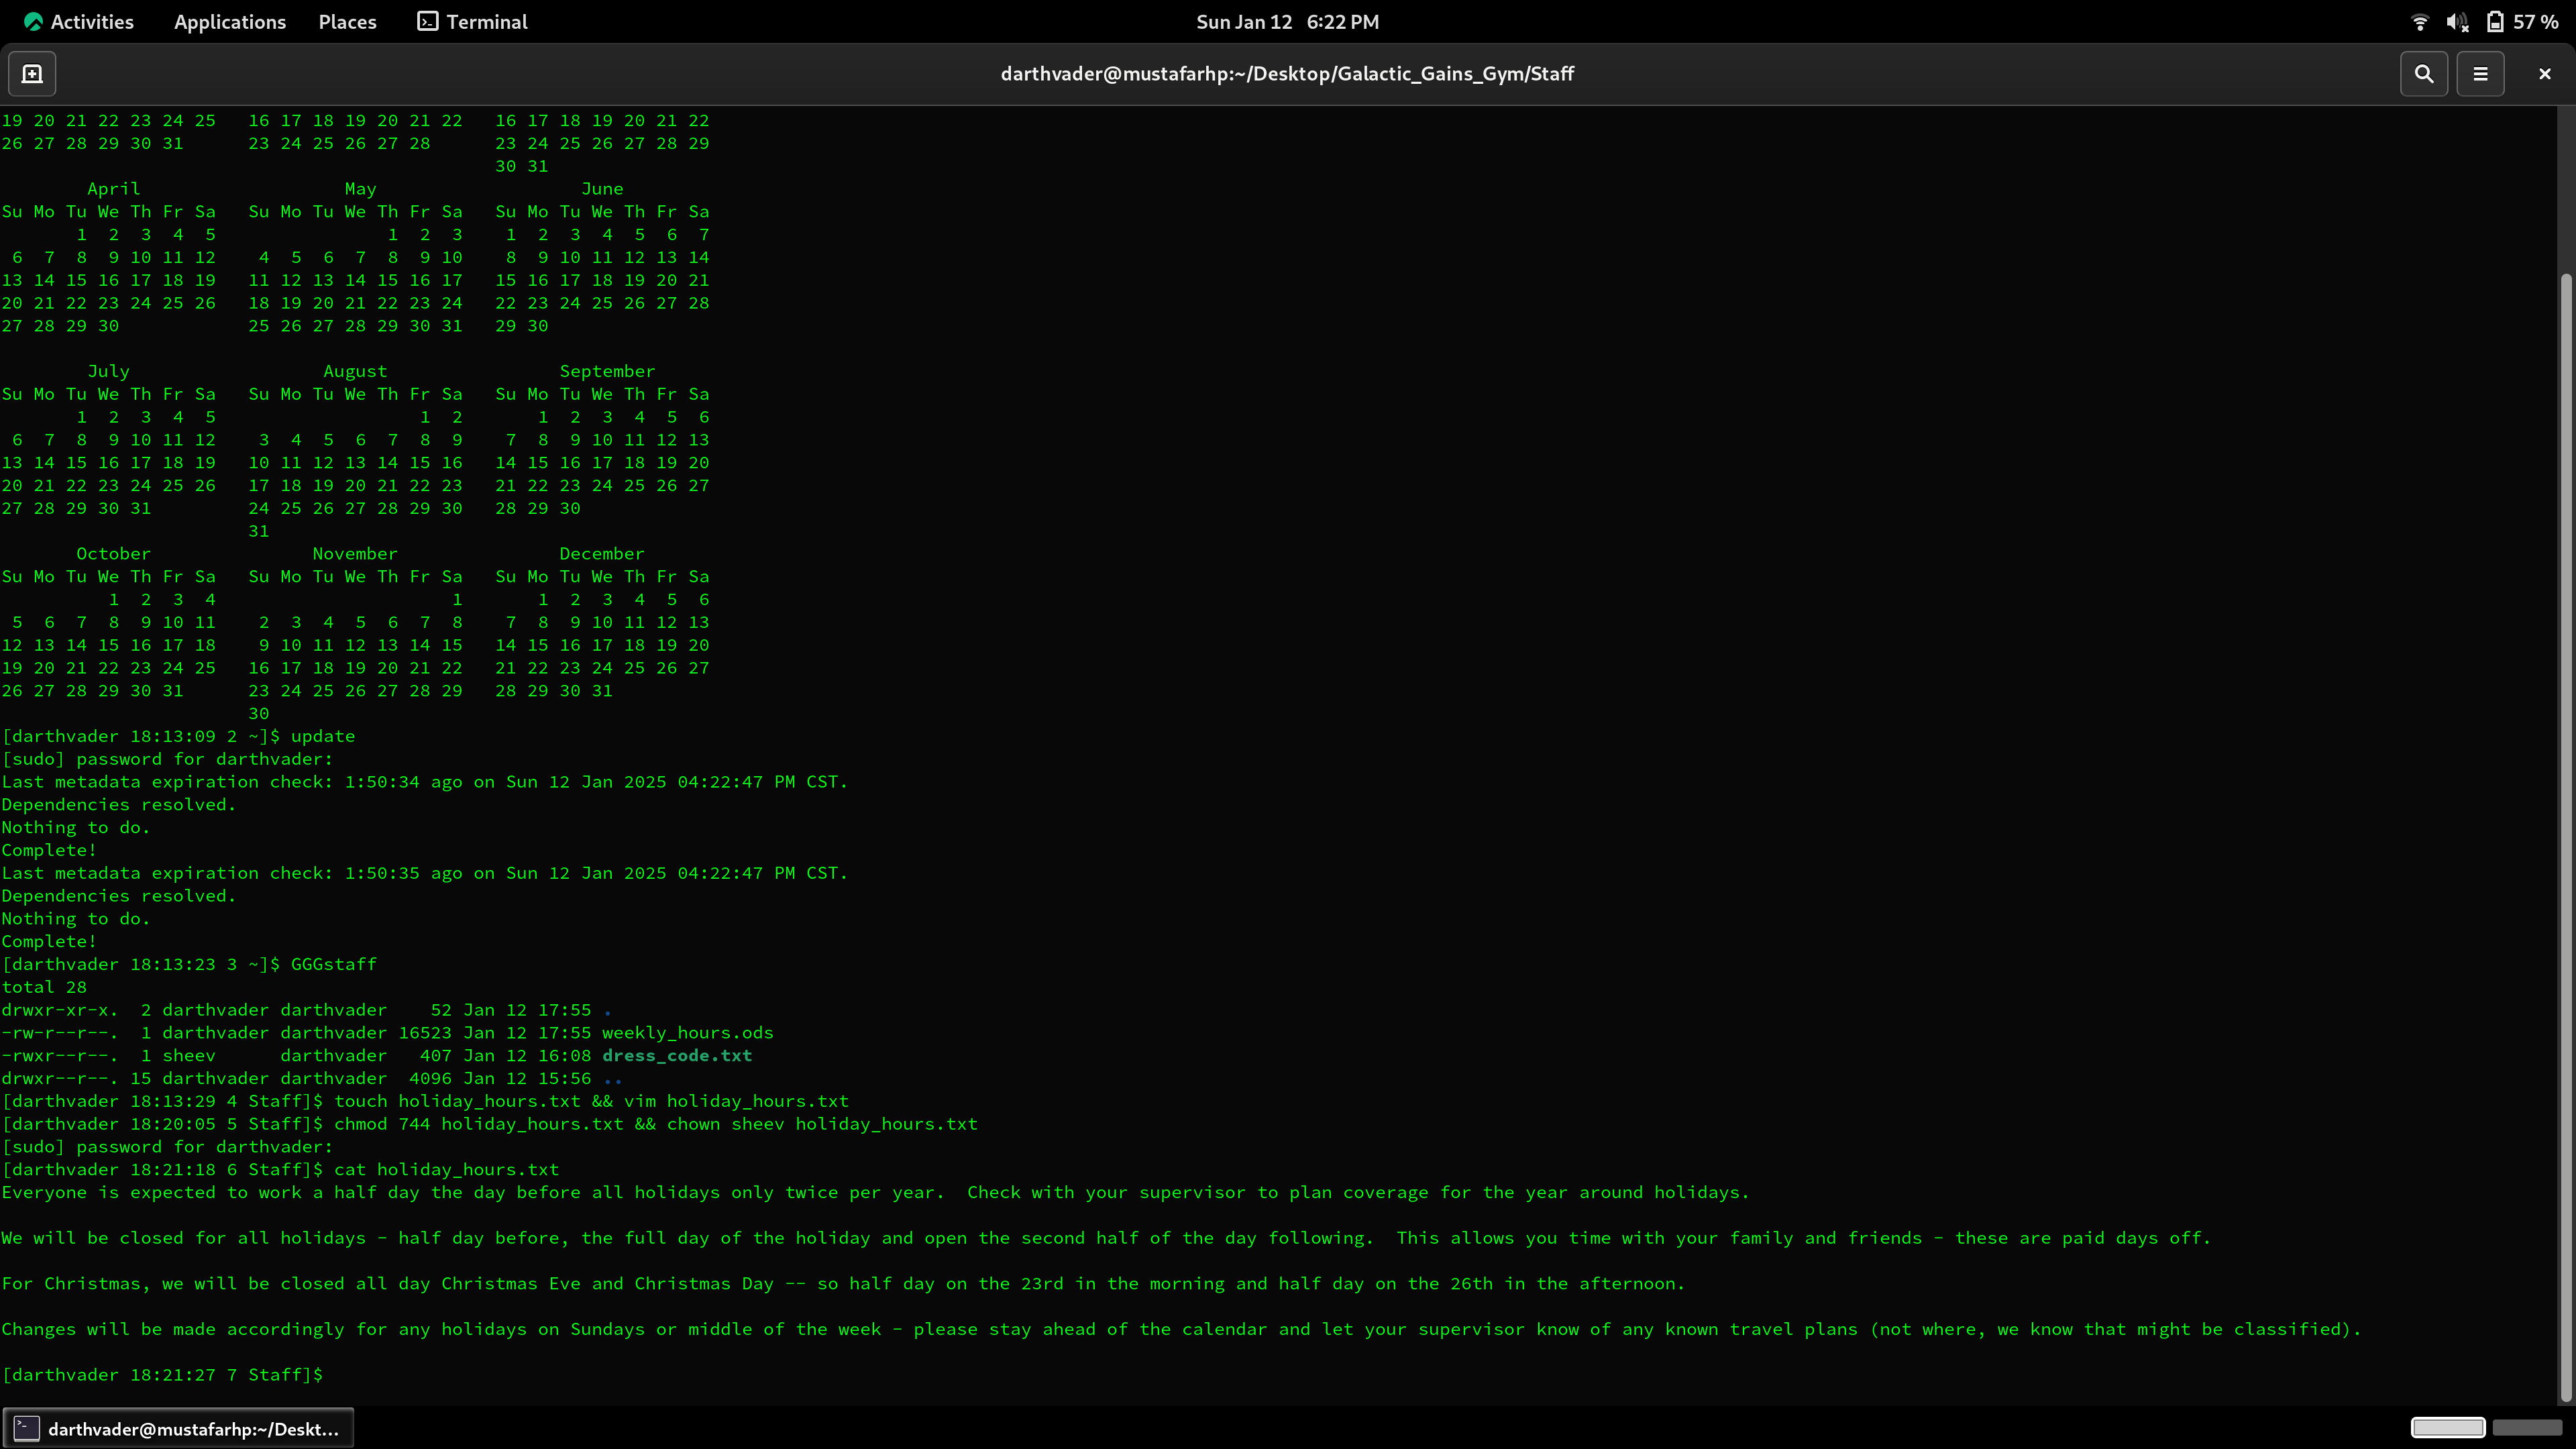 Activities Applications Places Terminal Sun Jan 12 6:22 PM 57 %
darthvader@mustafarhp:~/Desktop/Galactic_Gains_Gym/Staff
19 20 21 22 23 24 25   16 17 18 19 20 21 22   16 17 18 19 20 21 22
26 27 28 29 30 31      23 24 25 26 27 28      23 24 25 26 27 28 29
                                              30 31
        April                   May                   June
Su Mo Tu We Th Fr Sa   Su Mo Tu We Th Fr Sa   Su Mo Tu We Th Fr Sa
       1  2  3  4  5                1  2  3    1  2  3  4  5  6  7
 6  7  8  9 10 11 12    4  5  6  7  8  9 10    8  9 10 11 12 13 14
13 14 15 16 17 18 19   11 12 13 14 15 16 17   15 16 17 18 19 20 21
20 21 22 23 24 25 26   18 19 20 21 22 23 24   22 23 24 25 26 27 28
27 28 29 30            25 26 27 28 29 30 31   29 30
        July                  August                September
Su Mo Tu We Th Fr Sa   Su Mo Tu We Th Fr Sa   Su Mo Tu We Th Fr Sa
       1  2  3  4  5                   1  2       1  2  3  4  5  6
 6  7  8  9 10 11 12    3  4  5  6  7  8  9    7  8  9 10 11 12 13
13 14 15 16 17 18 19   10 11 12 13 14 15 16   14 15 16 17 18 19 20
20 21 22 23 24 25 26   17 18 19 20 21 22 23   21 22 23 24 25 26 27
27 28 29 30 31         24 25 26 27 28 29 30   28 29 30
                       31
       October               November               December
Su Mo Tu We Th Fr Sa   Su Mo Tu We Th Fr Sa   Su Mo Tu We Th Fr Sa
          1  2  3  4                      1       1  2  3  4  5  6
 5  6  7  8  9 10 11    2  3  4  5  6  7  8    7  8  9 10 11 12 13
12 13 14 15 16 17 18    9 10 11 12 13 14 15   14 15 16 17 18 19 20
19 20 21 22 23 24 25   16 17 18 19 20 21 22   21 22 23 24 25 26 27
26 27 28 29 30 31      23 24 25 26 27 28 29   28 29 30 31
                       30
[darthvader 18:13:09 2 ~]$ update
[sudo] password for darthvader:
Last metadata expiration check: 1:50:34 ago on Sun 12 Jan 2025 04:22:47 PM CST.
Dependencies resolved.
Nothing to do.
Complete!
Last metadata expiration check: 1:50:35 ago on Sun 12 Jan 2025 04:22:47 PM CST.
Dependencies resolved.
Nothing to do.
Complete!
[darthvader 18:13:23 3 ~]$ GGGstaff
total 28
drwxr-xr-x.  2 darthvader darthvader    52 Jan 12 17:55 .
-rw-r--r--.  1 darthvader darthvader 16523 Jan 12 17:55 weekly_hours.ods
-rwxr--r--.  1 sheev      darthvader   407 Jan 12 16:08 dress_code.txt
drwxr--r--. 15 darthvader darthvader  4096 Jan 12 15:56 ..
[darthvader 18:13:29 4 Staff]$ touch holiday_hours.txt && vim holiday_hours.txt
[darthvader 18:20:05 5 Staff]$ chmod 744 holiday_hours.txt && chown sheev holiday_hours.txt
[sudo] password for darthvader:
[darthvader 18:21:18 6 Staff]$ cat holiday_hours.txt
Everyone is expected to work a half day the day before all holidays only twice per year.  Check with your supervisor to plan coverage for the year around holidays.
We will be closed for all holidays - half day before, the full day of the holiday and open the second half of the day following.  This allows you time with your family and friends - these are paid days off.
For Christmas, we will be closed all day Christmas Eve and Christmas Day -- so half day on the 23rd in the morning and half day on the 26th in the afternoon.
Changes will be made accordingly for any holidays on Sundays or middle of the week - please stay ahead of the calendar and let your supervisor know of any known travel plans (not where, we know that might be classified).
[darthvader 18:21:27 7 Staff]$
darthvader@mustafarhp:~/Deskt...